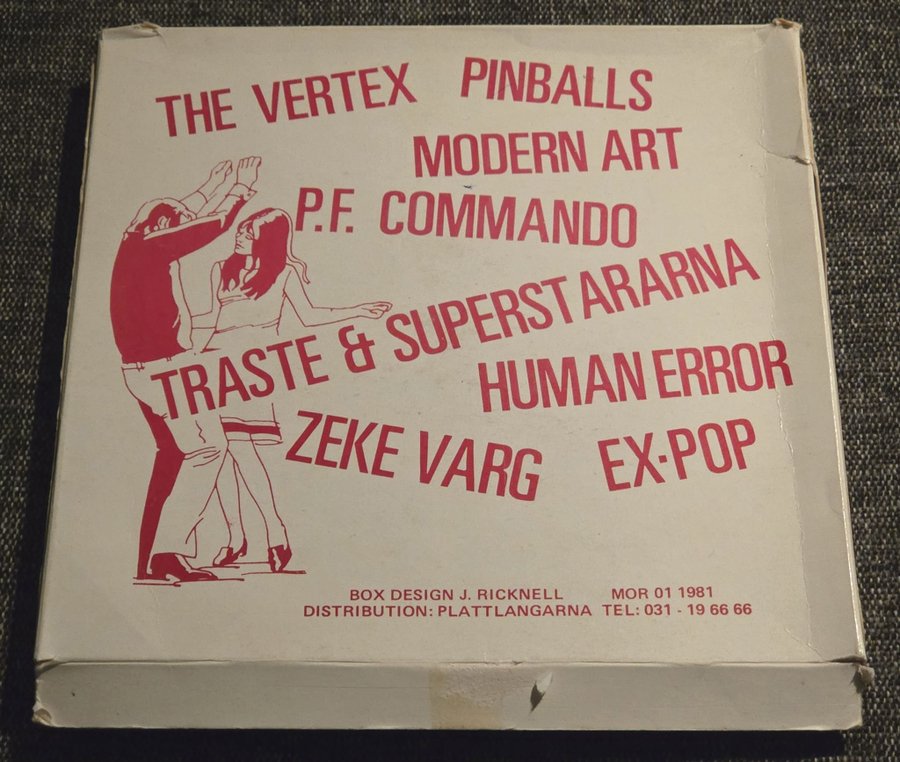 THE VERTEX PINBALLS
MODERN ART
P.F. COMMANDO
TRASTE & SUPERSTARARNA
HUMAN ERROR
ZEKE VARG EX-POP
BOX DESIGN J. RICKNELL MOR 01 1981
DISTRIBUTION: PLATTLANGARNA TEL: 031 - 19 66 66